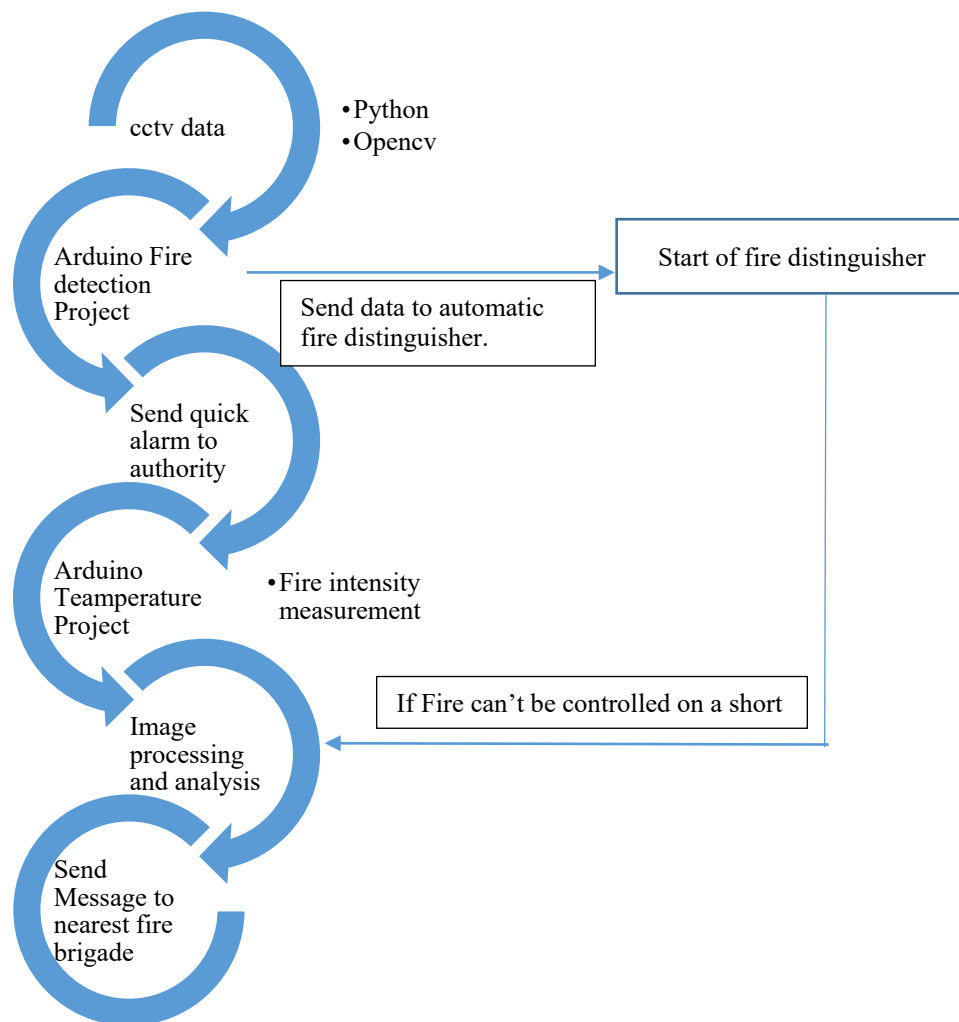 cctv data
•Python
•Opencv
Arduino Fire
detection
Project
Start of fire distinguisher
Send data to automatic
fire distinguisher.
Send quick
alarm to
authority
Arduino
Teamperature
Project
•Fire intensity
measurement
If Fire can’t be controlled on a short
Image
processing
and analysis
Send
Message to
nearest fire
brigade